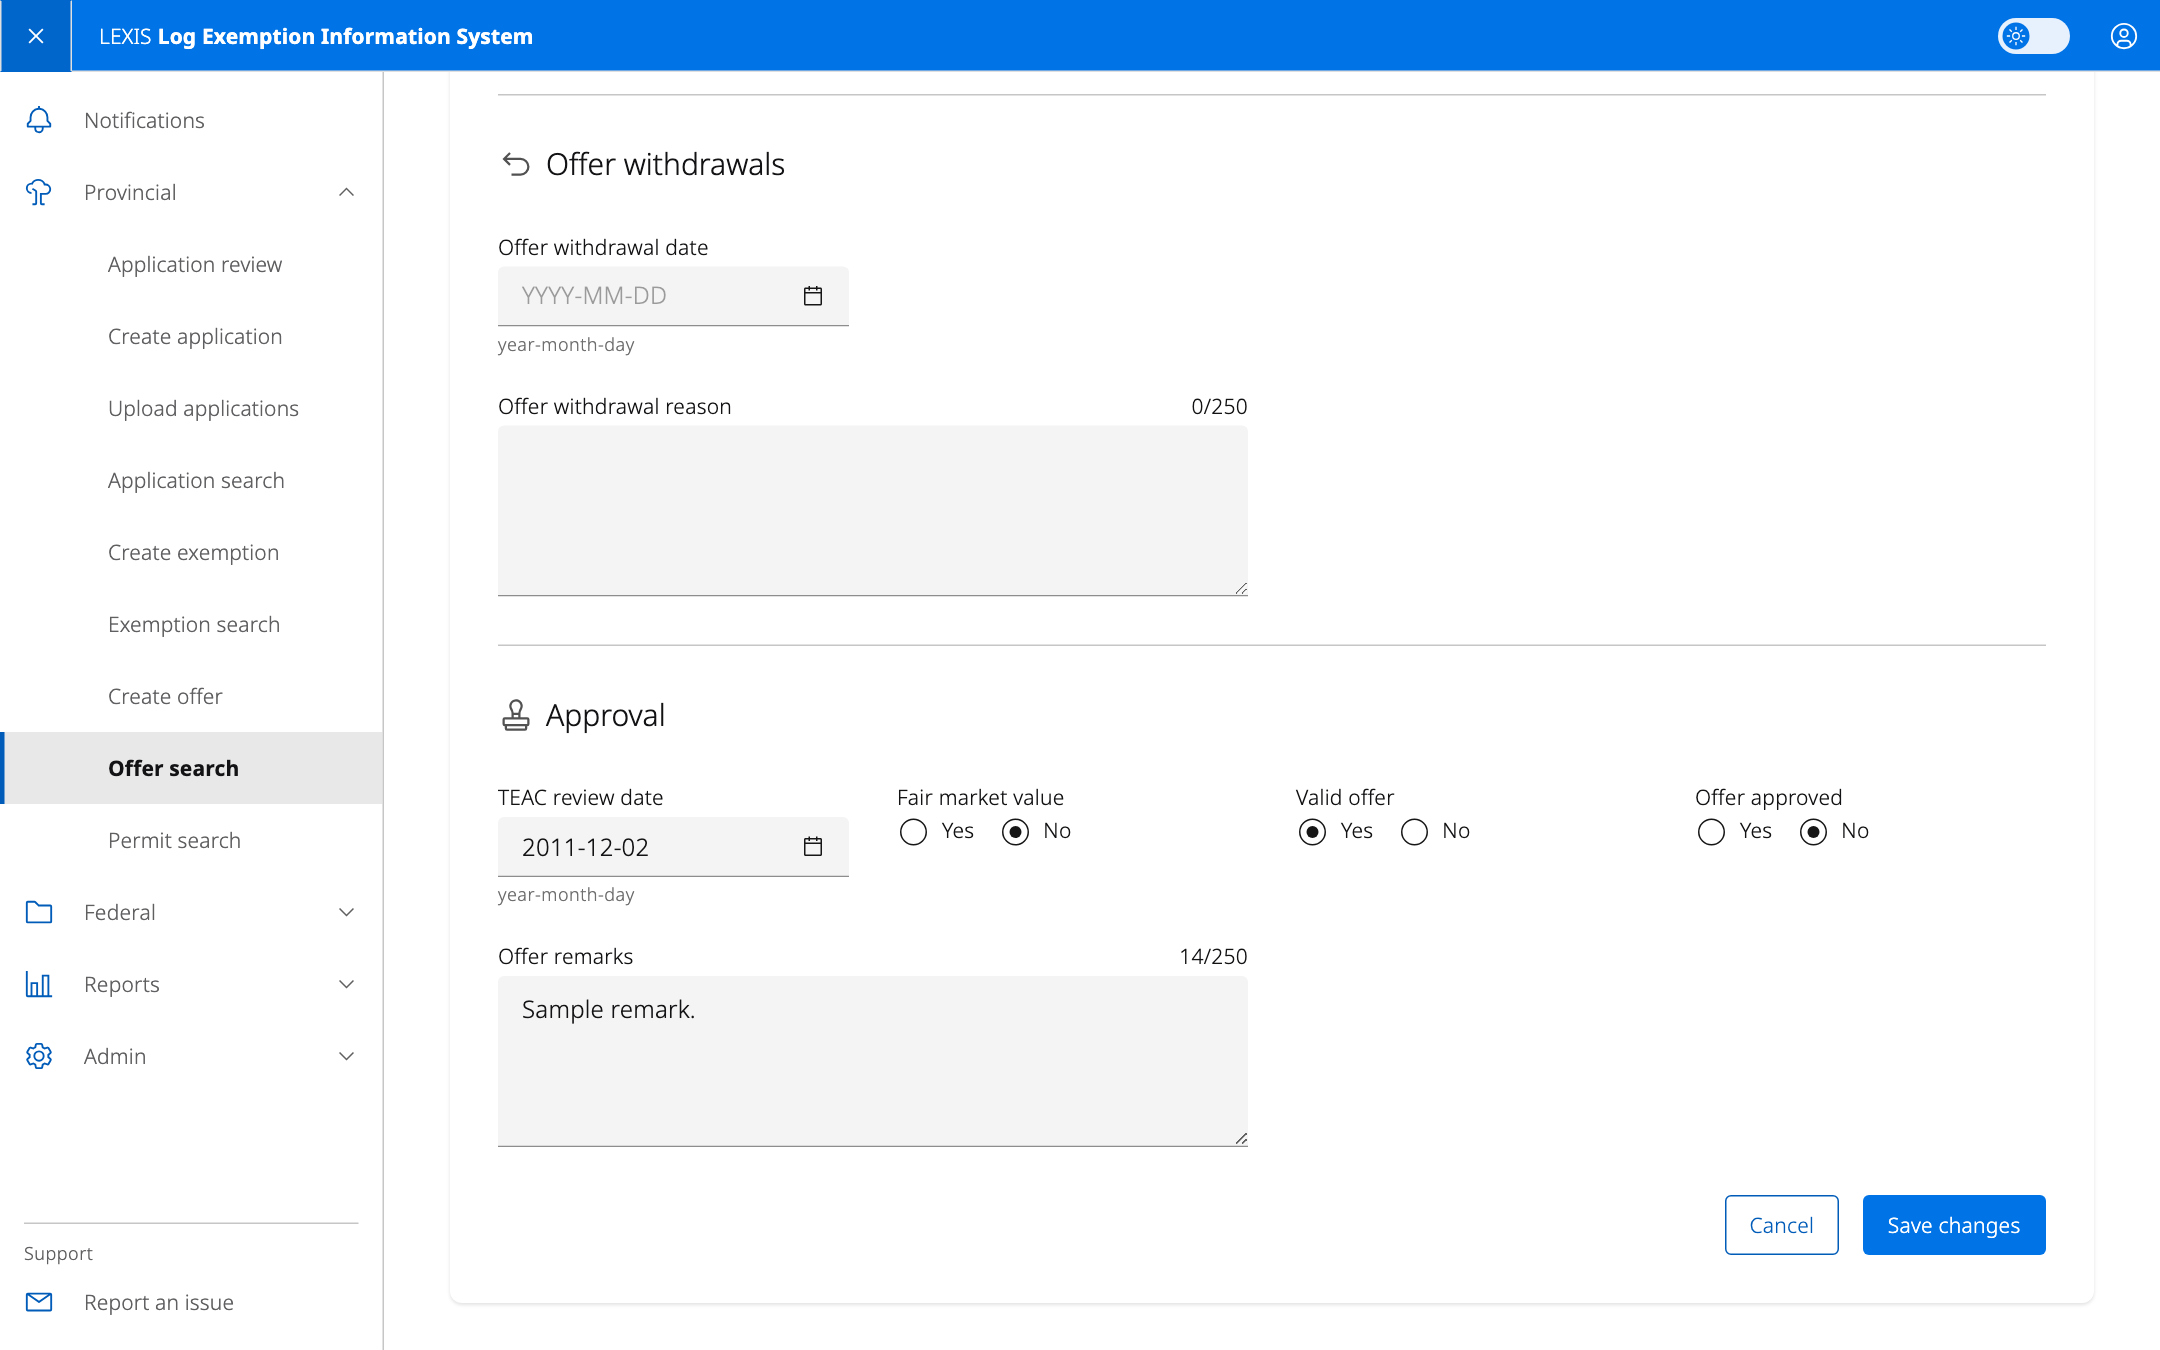 LEXIS Log Exemption Information System
Notifications
Provincial
Application review
Create application
Upload applications
Application search
Create exemption
Exemption search
Create offer
Offer search
Permit search
Federal
Reports
Admin
Support
Report an issue
Offer withdrawals
Offer withdrawal date
YYYY-MM-DD
year-month-day
Offer withdrawal reason 0/250
Approval
TEAC review date Fair market value Valid offer Offer approved
2011-12-02 Yes No Yes No Yes No
year-month-day
Offer remarks 14/250
Sample remark.
Cancel Save changes